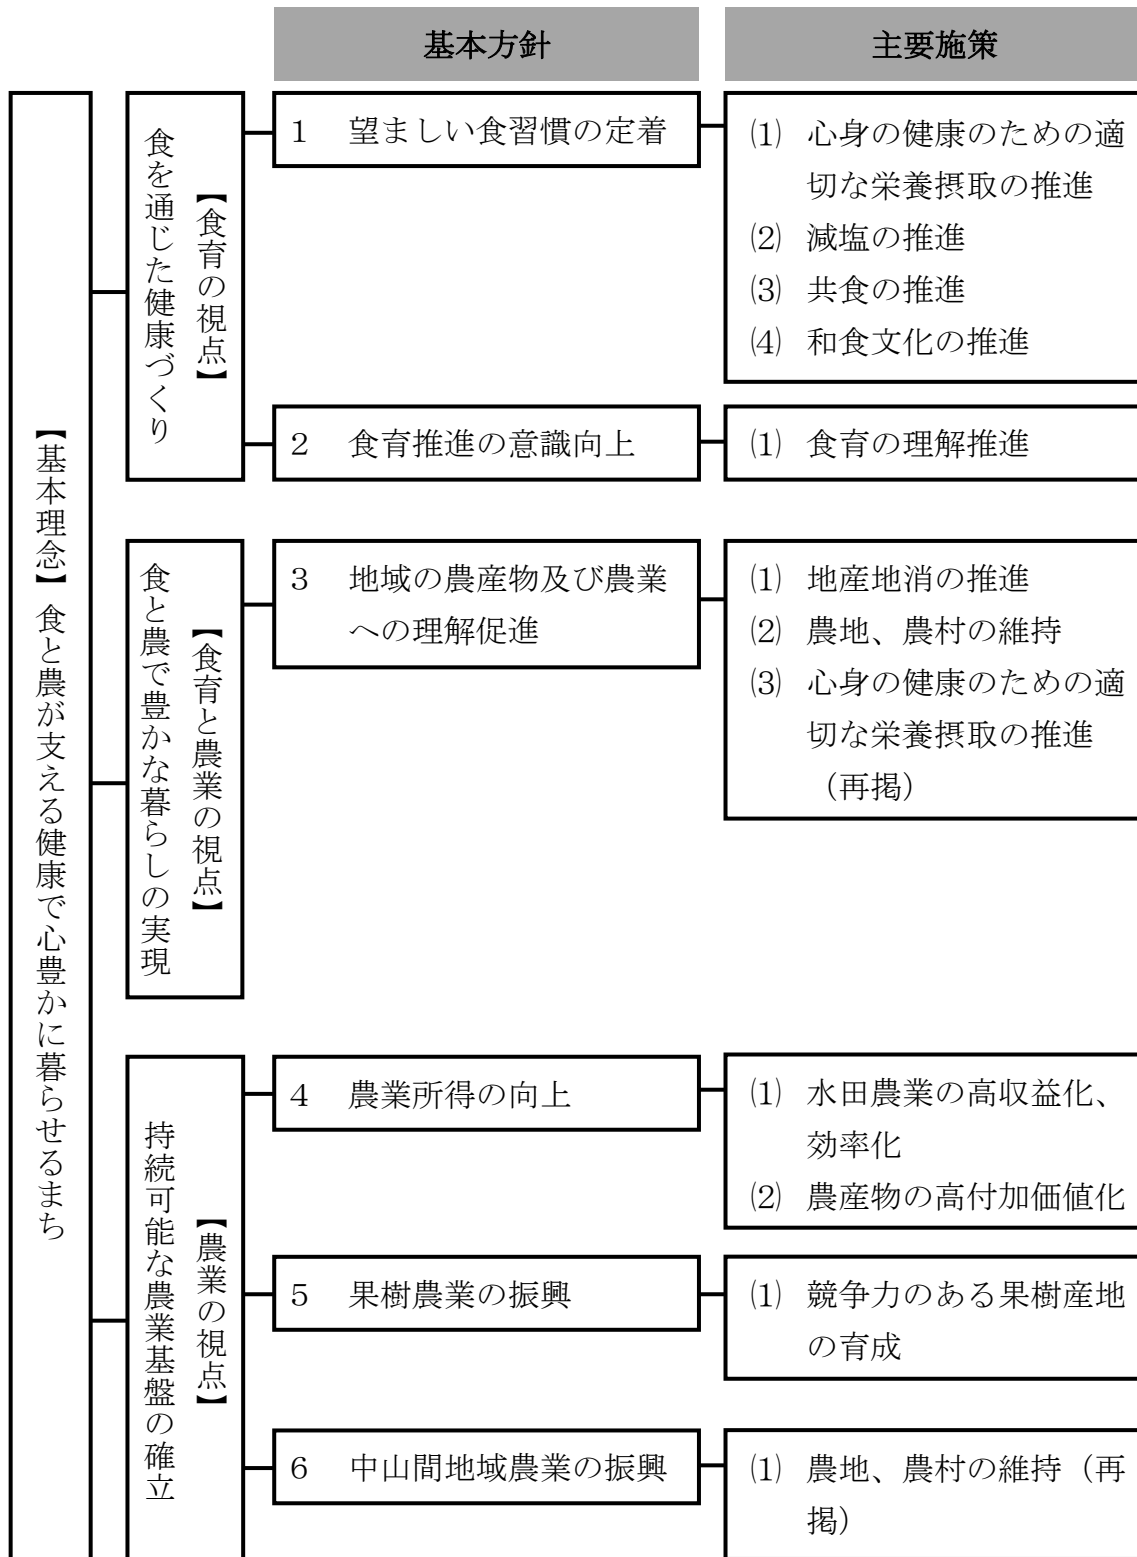 基本方針
主要施策
【基本理念】食と農が支える健康で心豊かに暮らせるまち
【食育の視点】
食を通じた健康づくり
1 望ましい食習慣の定着
⑴ 心身の健康のための適
切な栄養摂取の推進
⑵ 減塩の推進
⑶ 共食の推進
⑷ 和食文化の推進
2 食育推進の意識向上
⑴ 食育の理解推進
【食育と農業の視点】
食と農で豊かな暮らしの実現
3 地域の農産物及び農業
への理解促進
⑴ 地産地消の推進
⑵ 農地、農村の維持
⑶ 心身の健康のための適
切な栄養摂取の推進
（再掲）
【農業の視点】
持続可能な農業基盤の確立
4 農業所得の向上
⑴ 水田農業の高収益化、
効率化
⑵ 農産物の高付加価値化
5 果樹農業の振興
⑴ 競争力のある果樹産地
の育成
6 中山間地域農業の振興
⑴ 農地、農村の維持（再
掲）